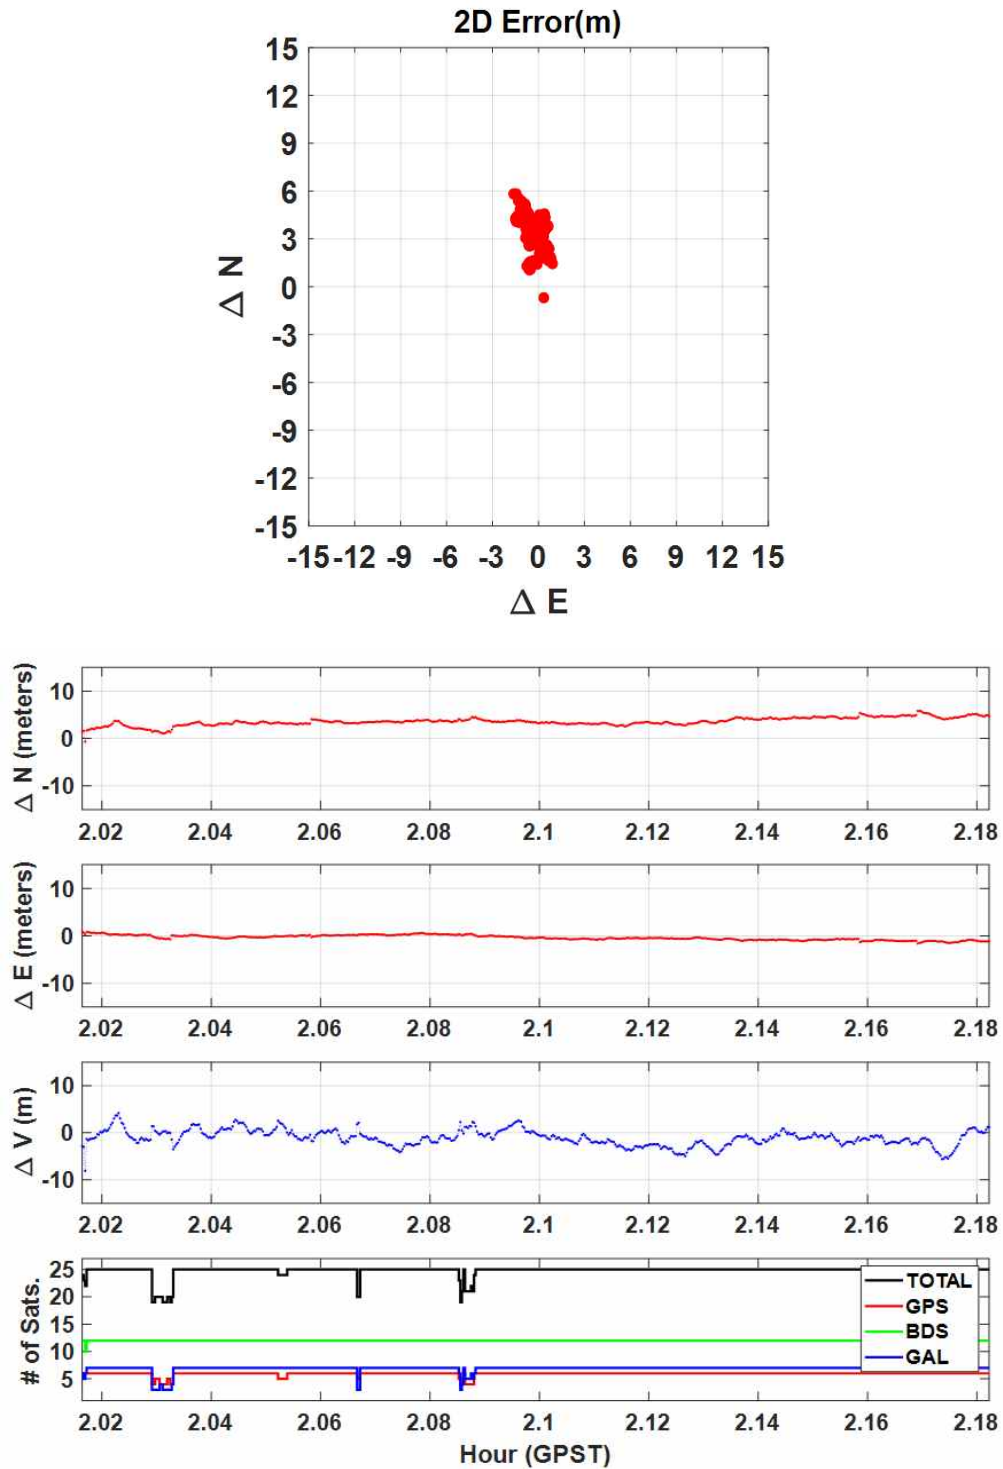 2D Error(m)
15
12
9
6
3
0
-3
-6
-9
-12
-15
Δ N
-15 -12 -9 -6 -3 0 3 6 9 12 15
Δ E
Δ N (meters)
10
0
-10
2.02 2.04 2.06 2.08 2.1 2.12 2.14 2.16 2.18
Δ E (meters)
10
0
-10
2.02 2.04 2.06 2.08 2.1 2.12 2.14 2.16 2.18
Δ V (m)
10
0
-10
2.02 2.04 2.06 2.08 2.1 2.12 2.14 2.16 2.18
# of Sats.
25
20
15
10
5
TOTAL
GPS
BDS
GAL
2.02 2.04 2.06 2.08 2.1 2.12 2.14 2.16 2.18
Hour (GPST)